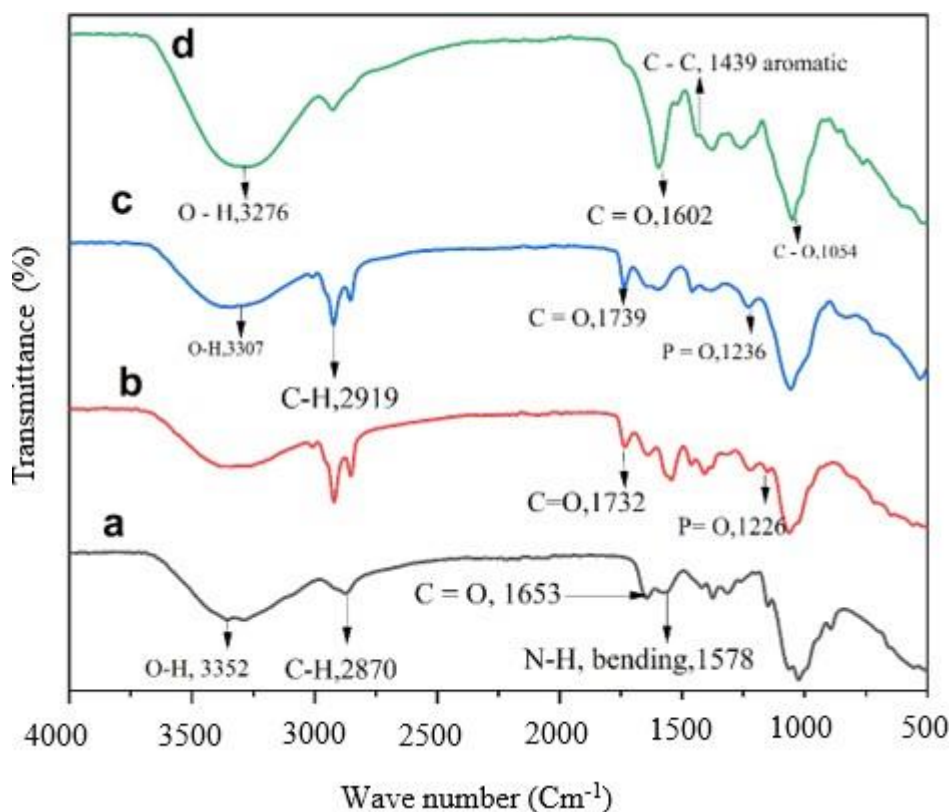 d
C - C, 1439 aromatic
O - H,3276
C = O,1602
C - O,1054
c
O-H,3307
C = O,1739
P = O,1236
C-H,2919
b
C=O,1732
P= O,1226
a
C = O, 1653
O-H, 3352
C-H,2870
N-H, bending,1578
Transmittance (%)
4000 3500 3000 2500 2000 1500 1000 500
Wave number (Cm⁻¹)